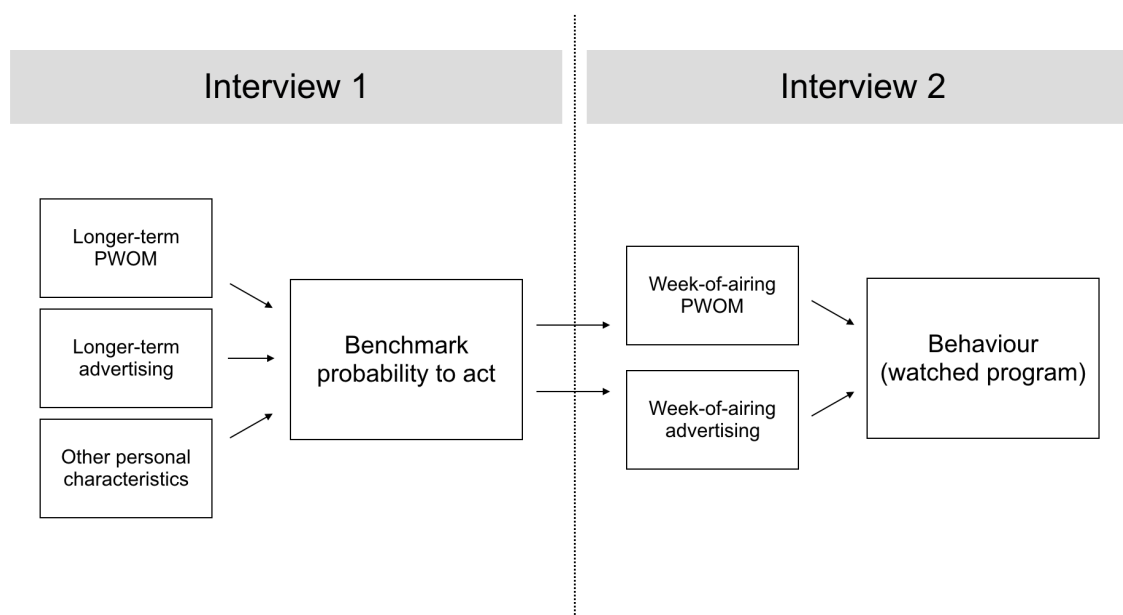 Interview 1
Interview 2
Longer-term
PWOM
Longer-term
advertising
Other personal
characteristics
Benchmark
probability to act
Week-of-airing
PWOM
Week-of-airing
advertising
Behaviour
(watched program)